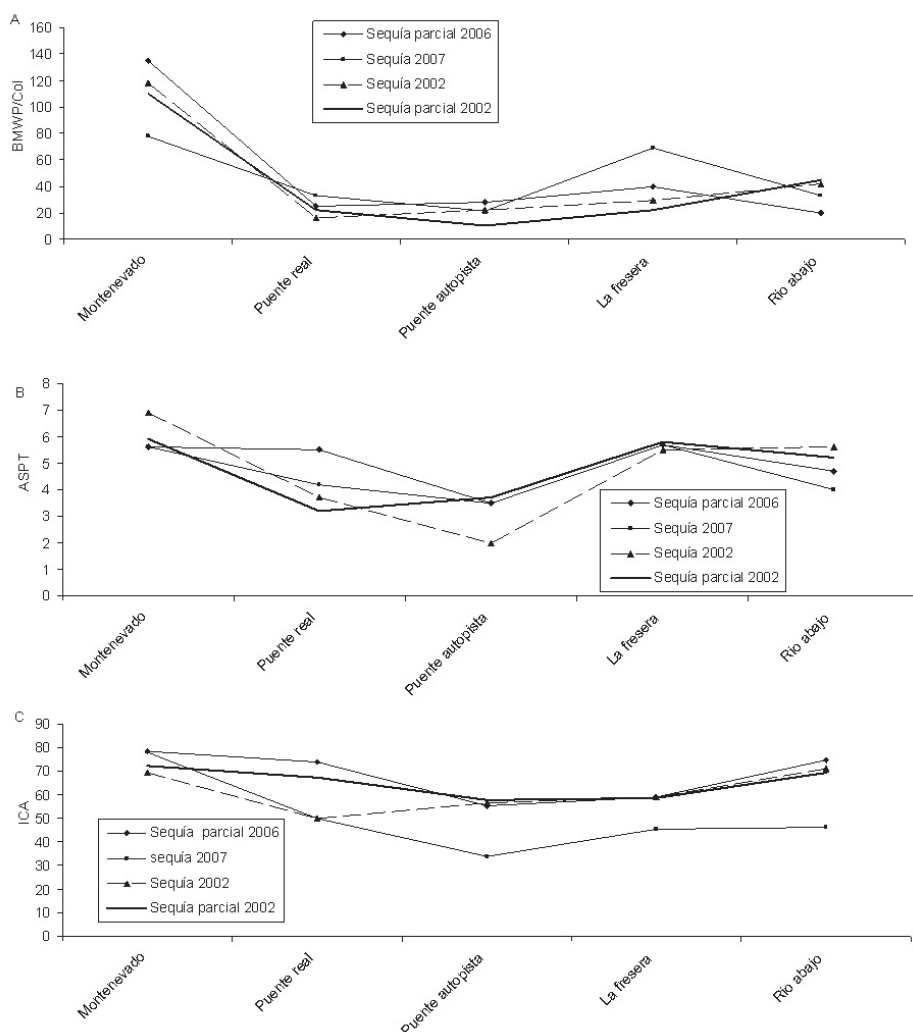 A
BMWP/Col
160
140
120
100
80
60
40
20
0
Sequía parcial 2006
Sequía 2007
Sequía 2002
Sequía parcial 2002
Montenevado
Puente real
Puente autopista
La fresera
Rio abajo
B
ASPT
8
7
6
5
4
3
2
1
0
Sequía parcial 2006
Sequía 2007
Sequía 2002
Sequía parcial 2002
Montenevado
Puente real
Puente autopista
La fresera
Rio abajo
C
ICA
90
80
70
60
50
40
30
20
10
0
Sequía parcial 2006
sequía 2007
Sequía 2002
Sequía parcial 2002
Montenevado
Puente real
Puente autopista
La fresera
Rio abajo